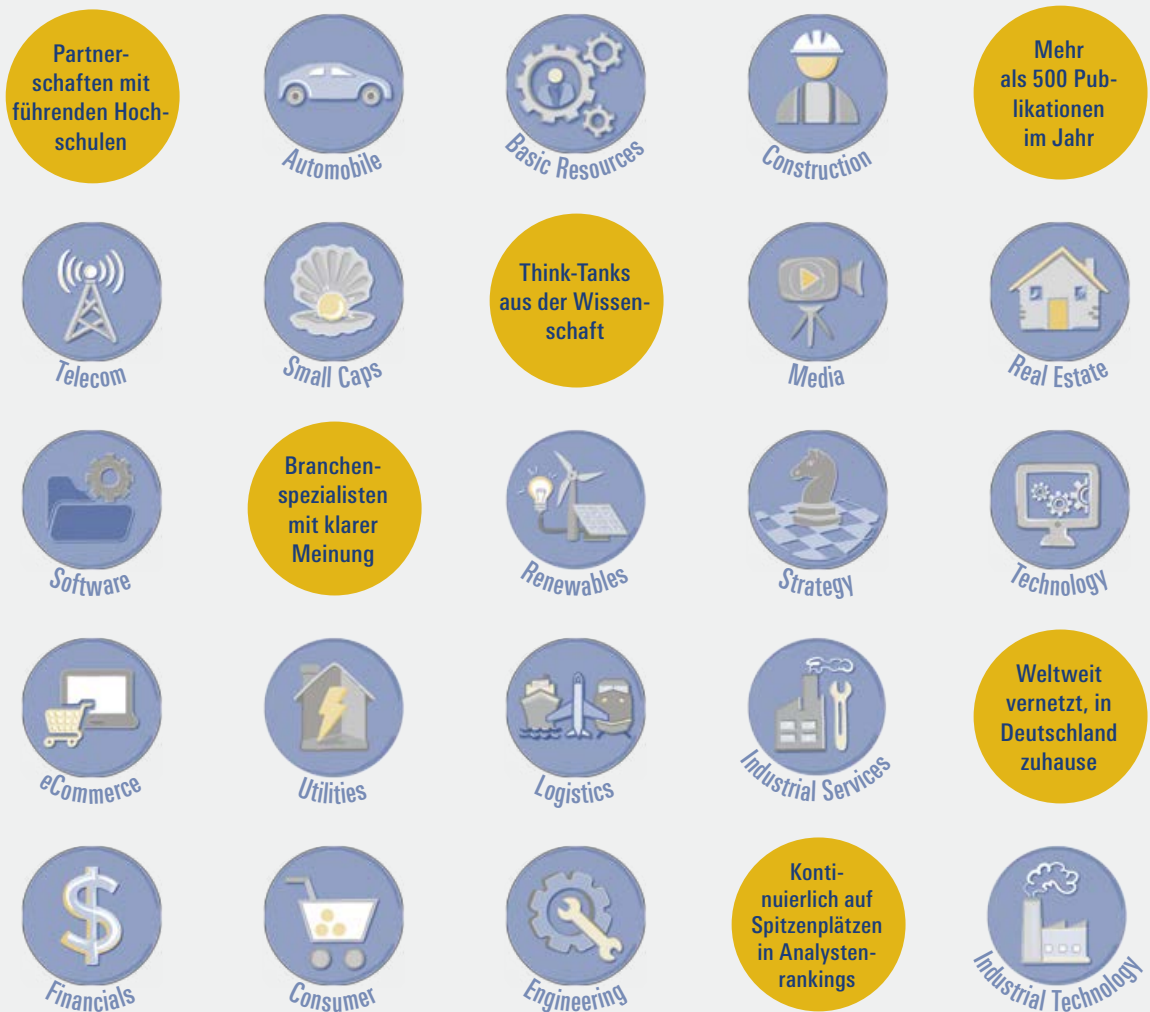 Partner-
schaften mit
führenden Hoch-
schulen
Automobile
Basic Resources
Construction
Mehr
als 500 Pub-
likationen
im Jahr
Telecom
Small Caps
Think-Tanks
aus der Wissen-
schaft
Media
Real Estate
Software
Branchen-
spezialisten
mit klarer
Meinung
Renewables
Strategy
Technology
eCommerce
Utilities
Logistics
Industrial Services
Weltweit
vernetzt, in
Deutschland
zuhause
Financials
Consumer
Engineering
Konti-
nuierlich auf
Spitzenplätzen
in Analysten-
rankings
Industrial Technology